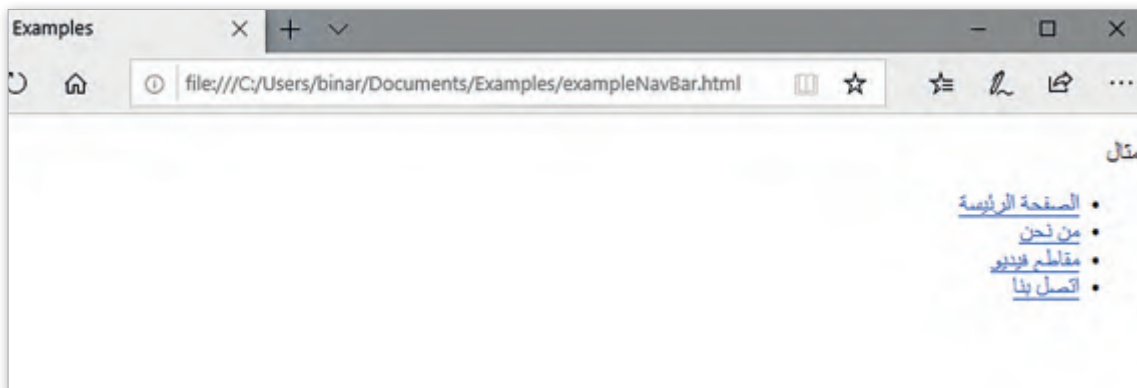 Examples
file:///C:/Users/binar/Documents/Examples/exampleNavBar.html
مثال
• الصفحة الرئيسة
• من نحن
• مقاطع فيديو
• اتصل بنا